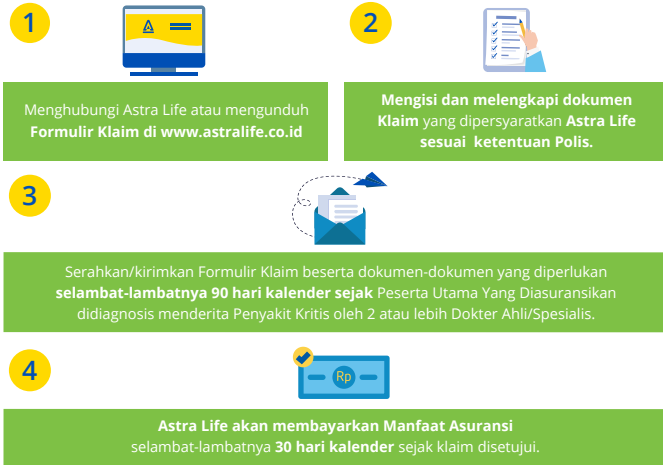 1
Menghubungi Astra Life atau mengunduh
Formulir Klaim di www.astralife.co.id
2
Mengisi dan melengkapi dokumen
Klaim yang dipersyaratkan Astra Life
sesuai ketentuan Polis.
3
Serahkan/kirimkan Formulir Klaim beserta dokumen-dokumen yang diperlukan
selambat-lambatnya 90 hari kalender sejak Peserta Utama Yang Diasuransikan
didiagnosis menderita Penyakit Kritis oleh 2 atau lebih Dokter Ahli/Spesialis.
4
Rp
Astra Life akan membayarkan Manfaat Asuransi
selambat-lambatnya 30 hari kalender sejak klaim disetujui.